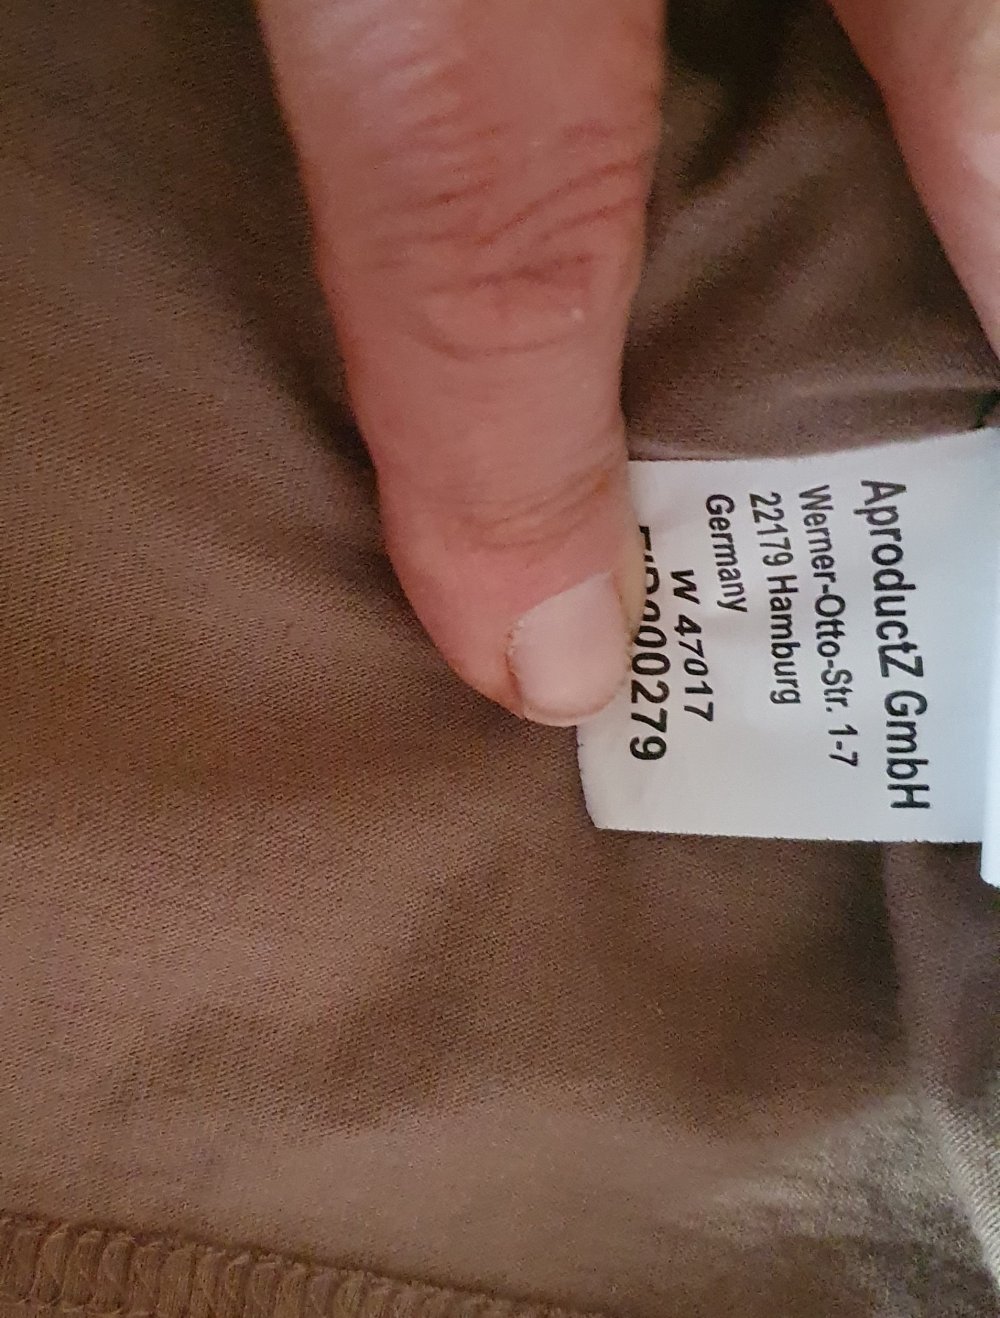 AproductZ GmbH
Werner-Otto-Str. 1-7
22179 Hamburg
Germany
W 47017